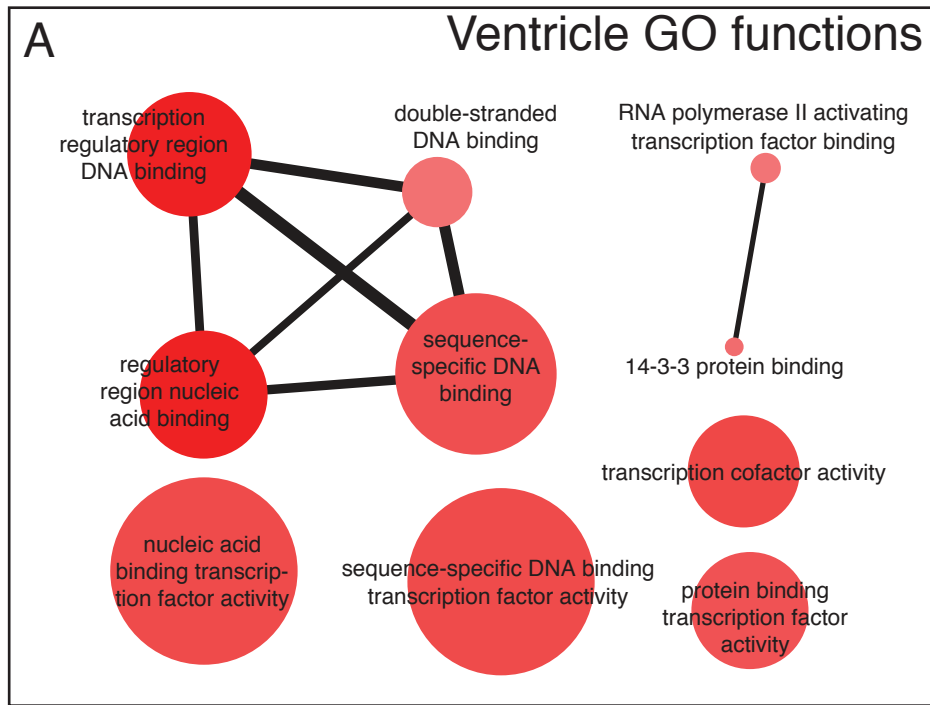 A
Ventricle GO functions
transcription
regulatory region
DNA binding
double-stranded
DNA binding
RNA polymerase II activating
transcription factor binding
regulatory
region nucleic
acid binding
sequence-
specific DNA
binding
14-3-3 protein binding
transcription cofactor activity
nucleic acid
binding transcrip-
tion factor activity
sequence-specific DNA binding
transcription factor activity
protein binding
transcription factor
activity